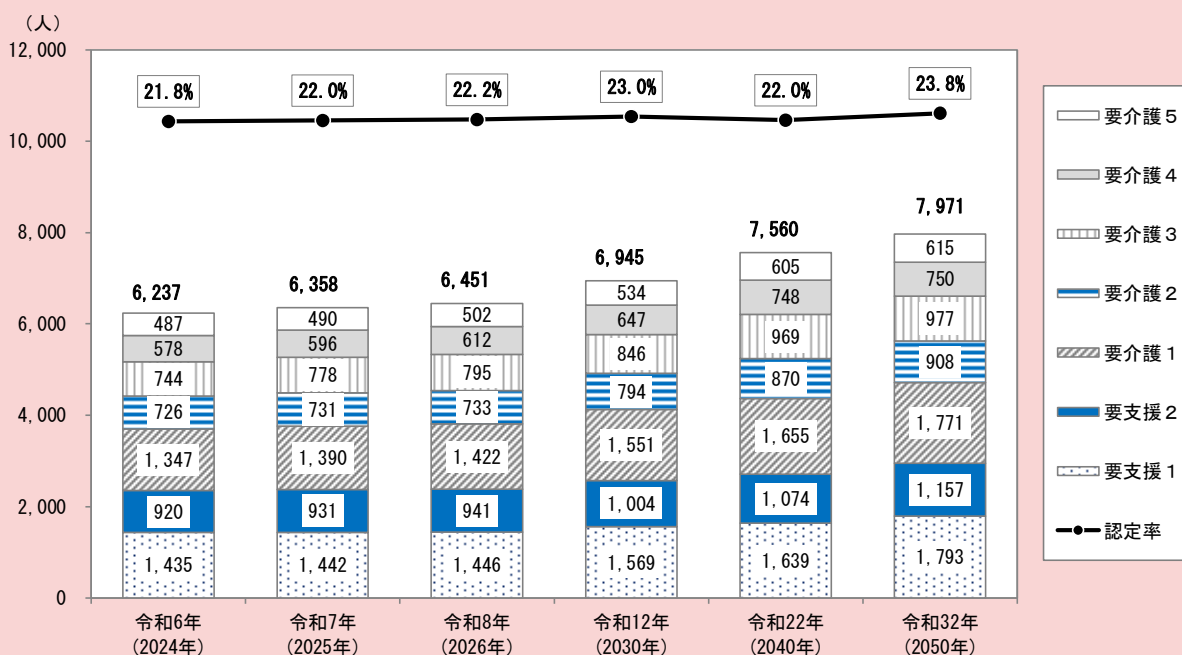 （人）
12,000
10,000
8,000
6,000
4,000
2,000
0
21.8% 22.0% 22.2% 23.0% 22.0% 23.8%
6,237 6,358 6,451 6,945 7,560 7,971
487 490 502 534 605 615
578 596 612 647 748 750
744 778 795 846 969 977
726 731 733 794 870 908
1,347 1,390 1,422 1,551 1,655 1,771
920 931 941 1,004 1,074 1,157
1,435 1,442 1,446 1,569 1,639 1,793
令和6年 令和7年 令和8年 令和12年 令和22年 令和32年
（2024年） （2025年） （2026年） （2030年） （2040年） （2050年）
要介護５
要介護４
要介護３
要介護２
要介護１
要支援２
要支援１
認定率